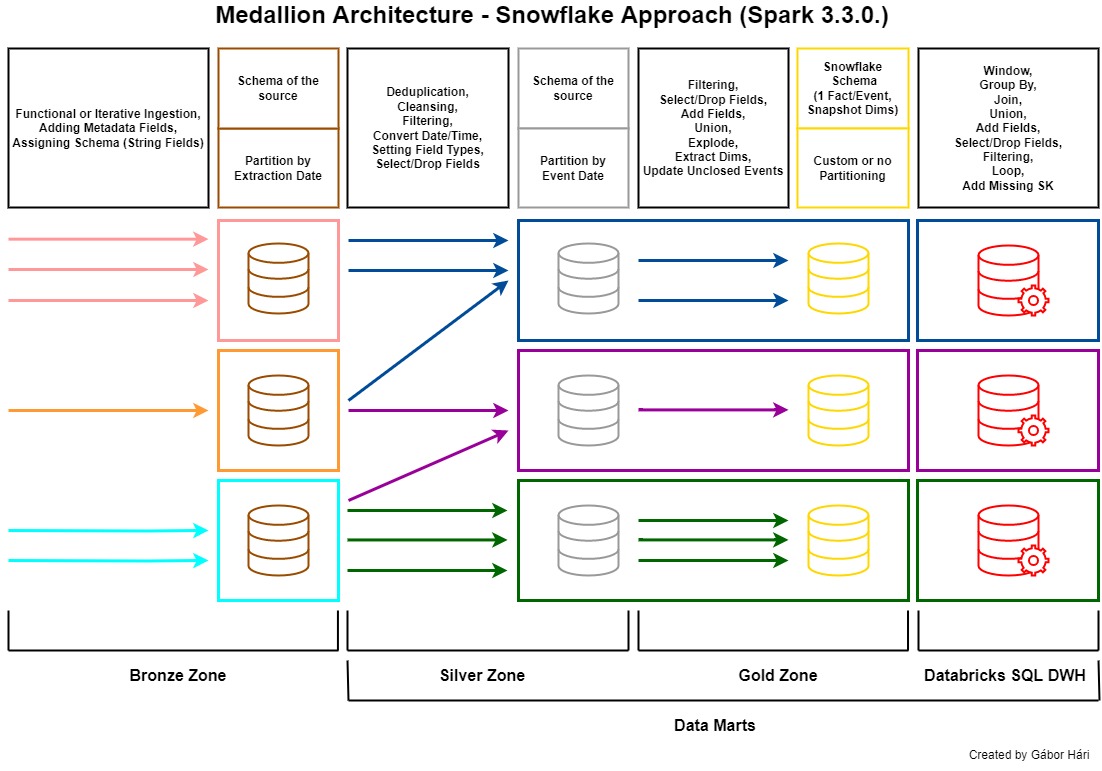 Medallion Architecture - Snowflake Approach (Spark 3.3.0.)
Functional or Iterative Ingestion,
Adding Metadata Fields,
Assigning Schema (String Fields)
Schema of the
source
Partition by
Extraction Date
Deduplication,
Cleansing,
Filtering,
Convert Date/Time,
Setting Field Types,
Select/Drop Fields
Schema of the
source
Partition by
Event Date
Filtering,
Select/Drop Fields,
Add Fields,
Union,
Explode,
Extract Dims,
Update Unclosed Events
Snowflake
Schema
(1 Fact/Event,
Snapshot Dims)
Custom or no
Partitioning
Window,
Group By,
Join,
Union,
Add Fields,
Select/Drop Fields,
Filtering,
Loop,
Add Missing SK
Bronze Zone
Silver Zone
Gold Zone
Databricks SQL DWH
Data Marts
Created by Gábor Hári